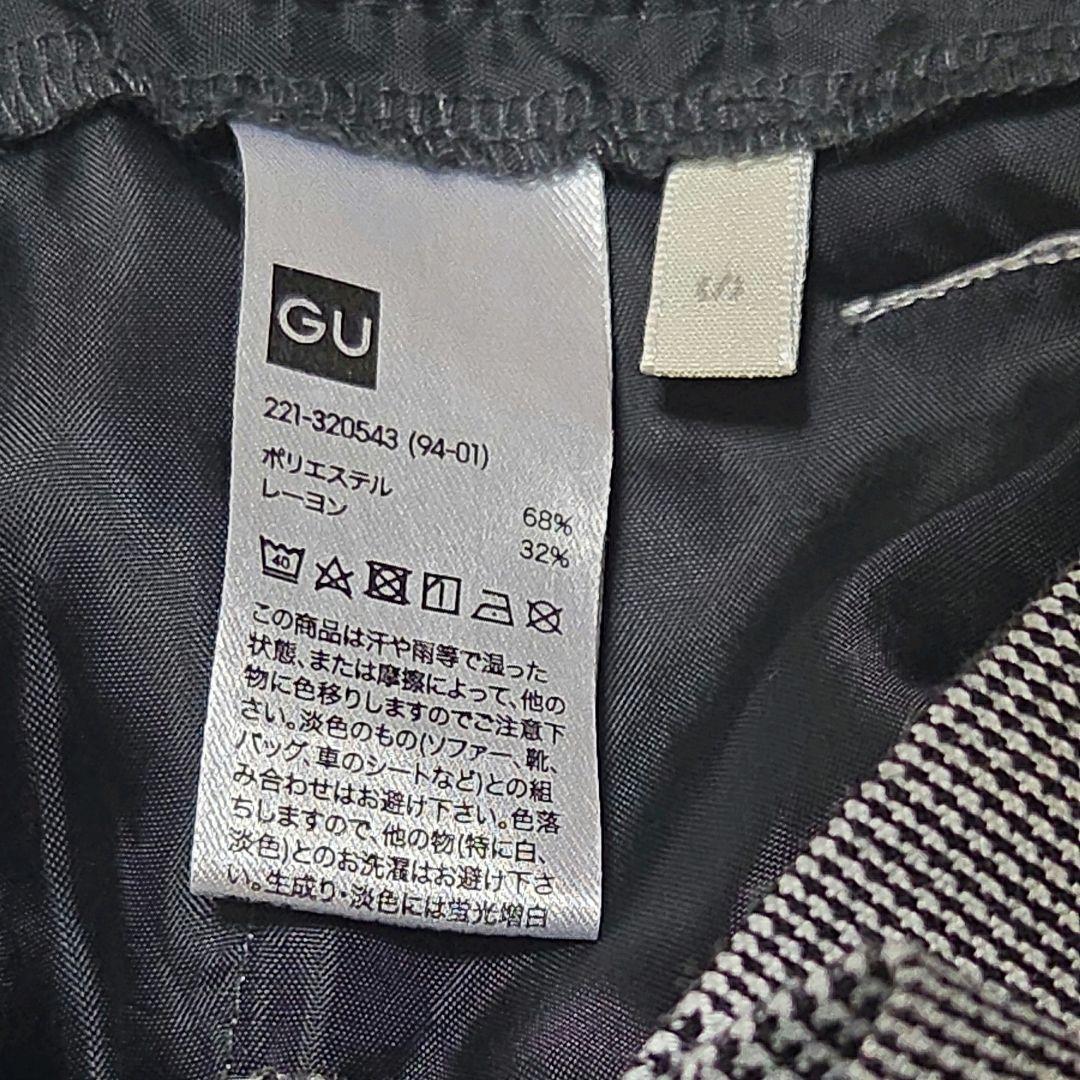 GU
221-320543 (94-01)
ポリエステル 68%
レーヨン 32%
40
この商品は汗や雨等で湿った
状態、または摩擦によって、他の
物に色移りしますのでご注意下
さい。淡色のもの(ソファー、靴、
バッグ、車のシートなど)との組
み合わせはお避け下さい。色落
ちしますので、他の物(特に白、
淡色)とのお洗濯はお避け下さ
い。生成り・淡色には蛍光増白